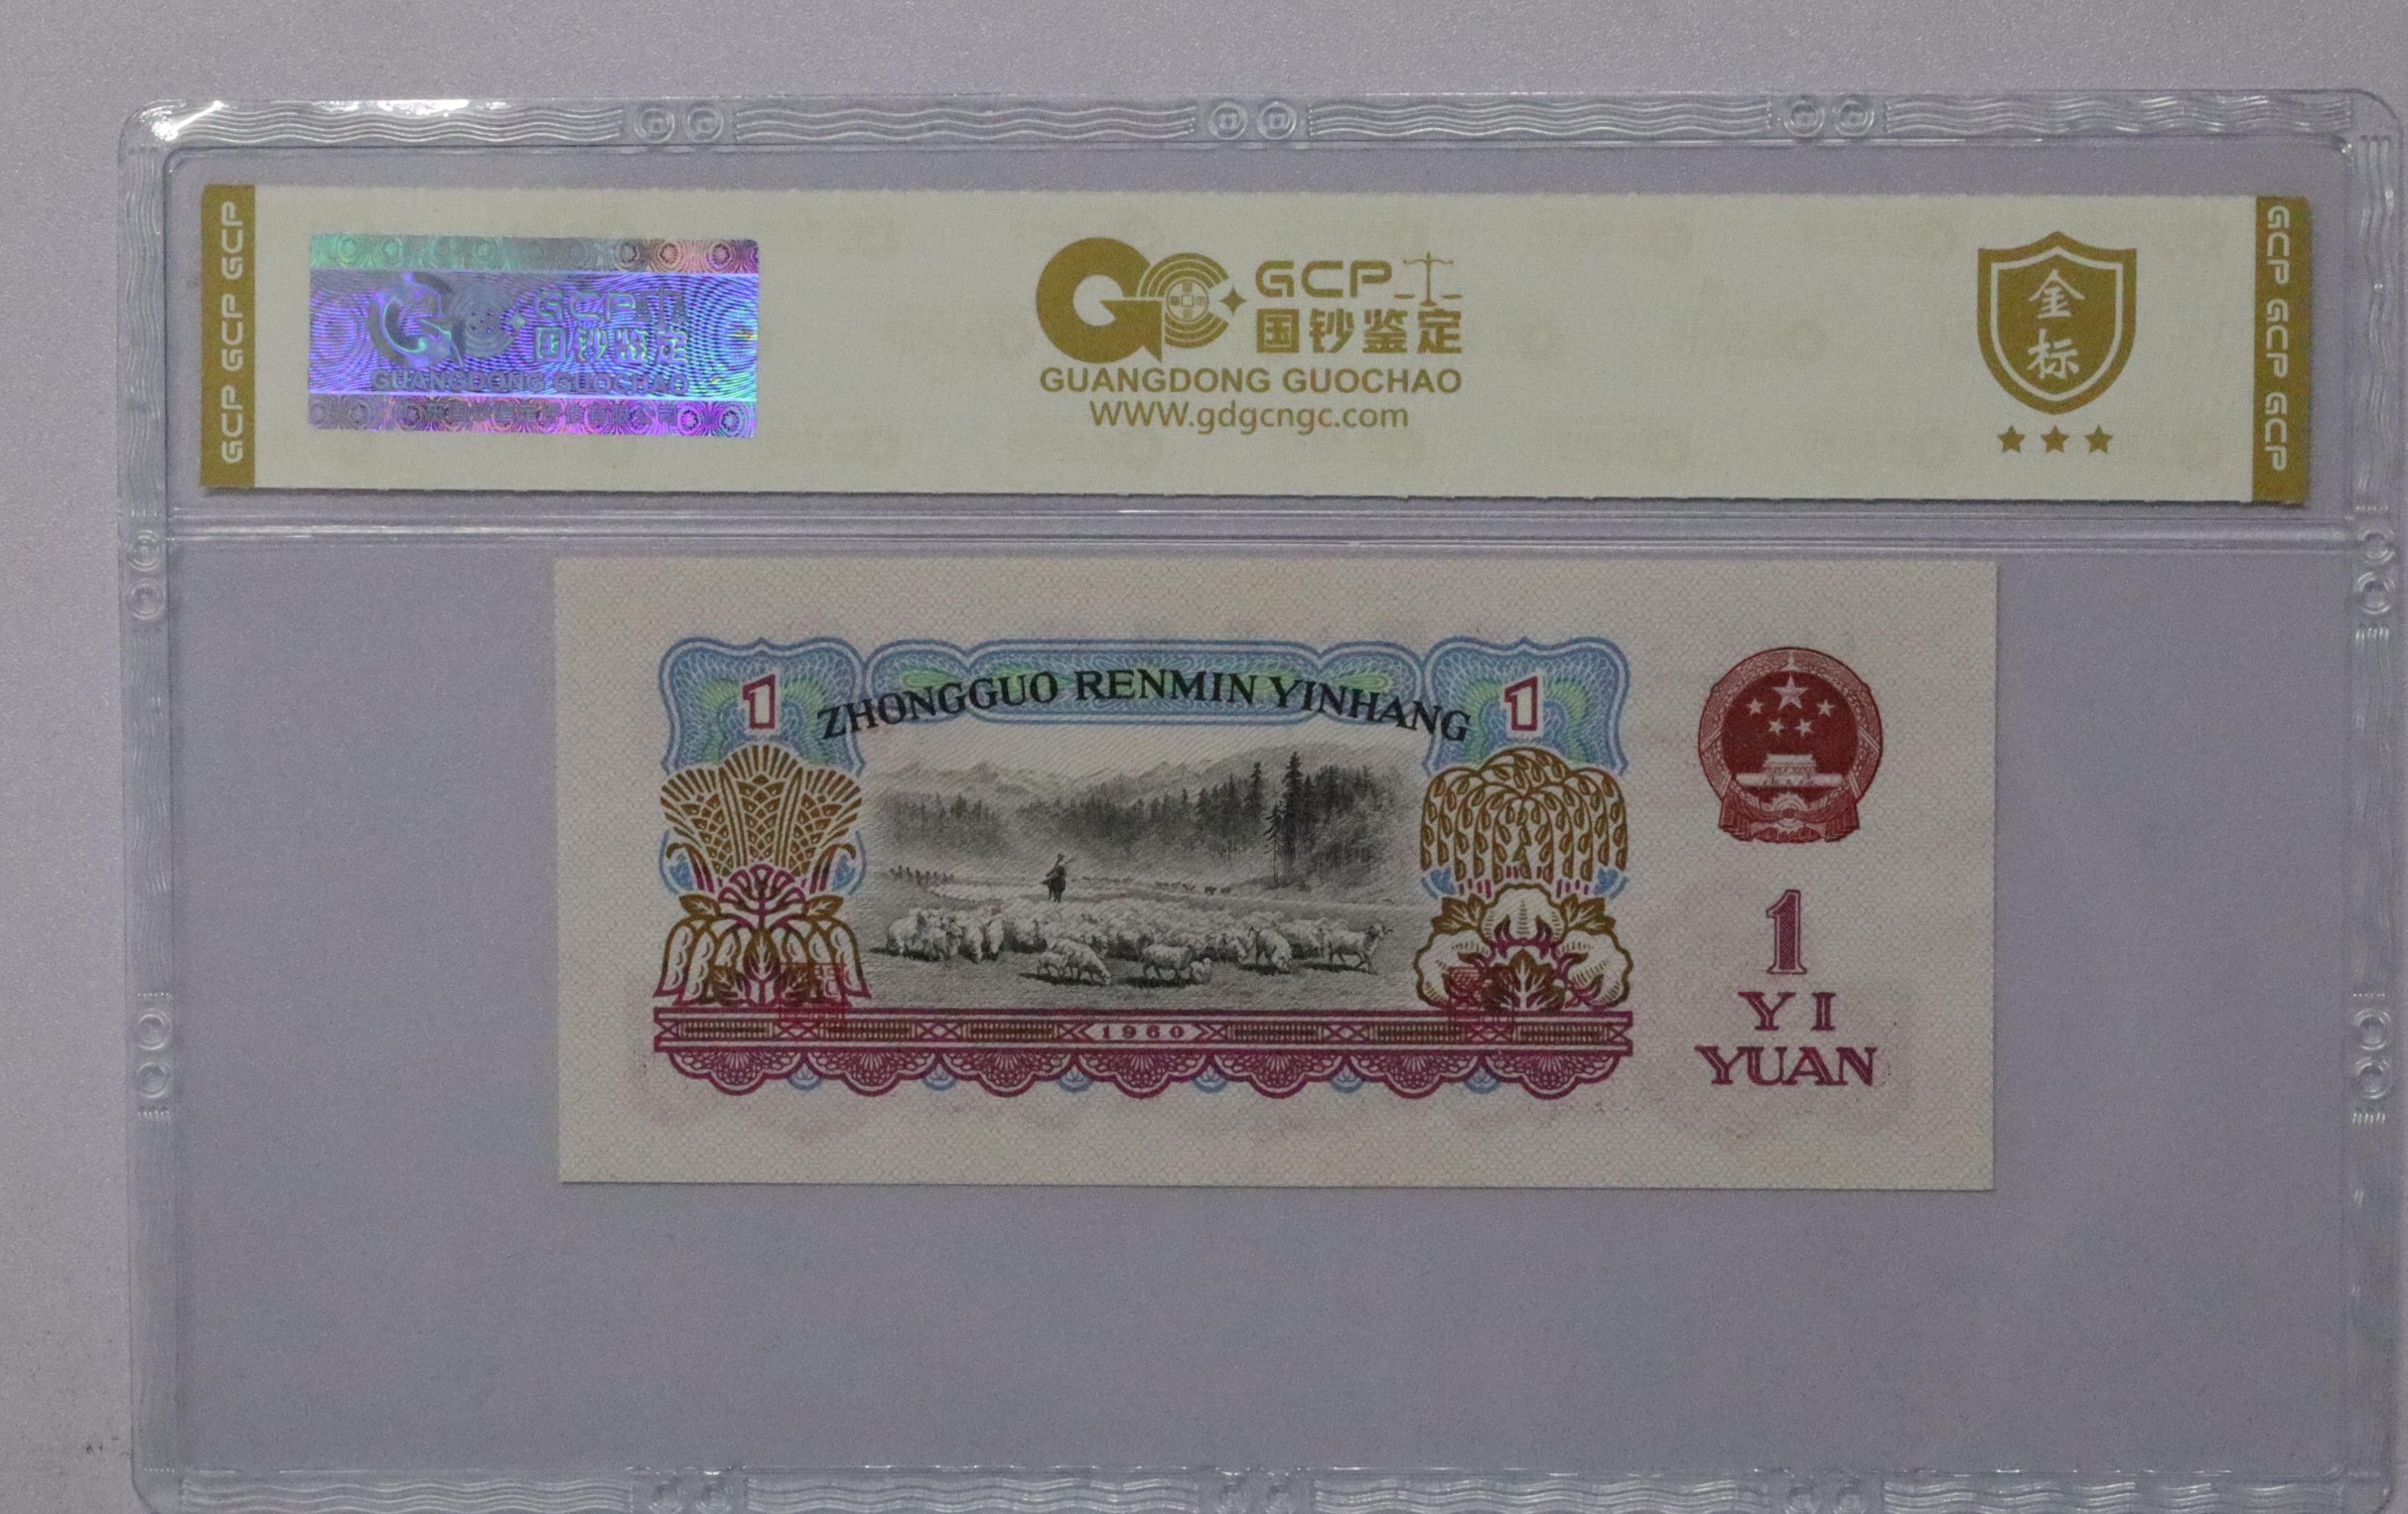 GCP GCP GCP
GCP
国钞鉴定
GUANGDONG GUOCHAO
GCP
国钞鉴定
GUANGDONG GUOCHAO
WWW.gdgcngc.com
金
标
GCP GCP GCP
ZHONGGUO RENMIN YINHANG
1
1
1960
1
YI
YUAN